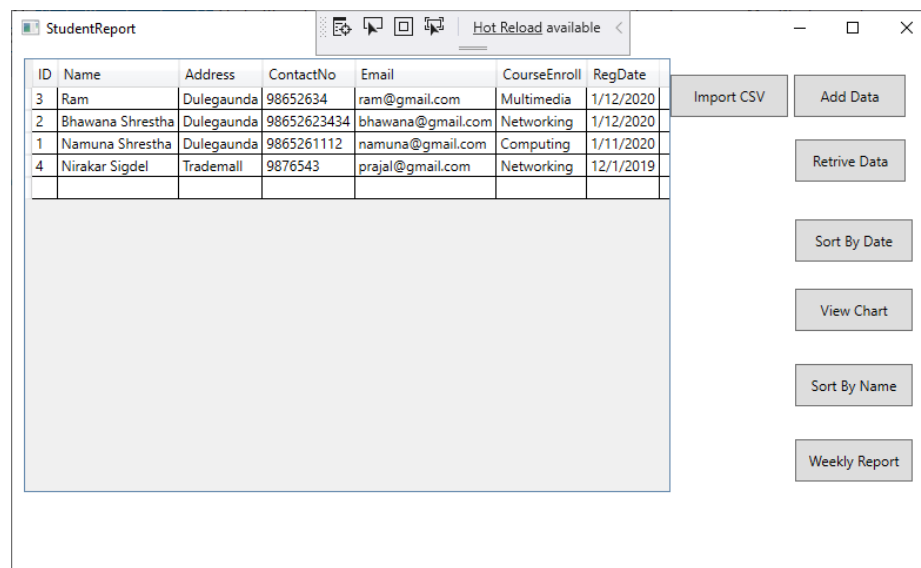 StudentReport
Hot Reload available
ID Name Address ContactNo Email CourseEnroll RegDate
3 Ram Dulegaunda 98652634 ram@gmail.com Multimedia 1/12/2020
2 Bhawana Shrestha Dulegaunda 98652623434 bhawana@gmail.com Networking 1/12/2020
1 Namuna Shrestha Dulegaunda 9865261112 namuna@gmail.com Computing 1/11/2020
4 Nirakar Sigdel Trademall 9876543 prajal@gmail.com Networking 12/1/2019
Import CSV
Add Data
Retrive Data
Sort By Date
View Chart
Sort By Name
Weekly Report